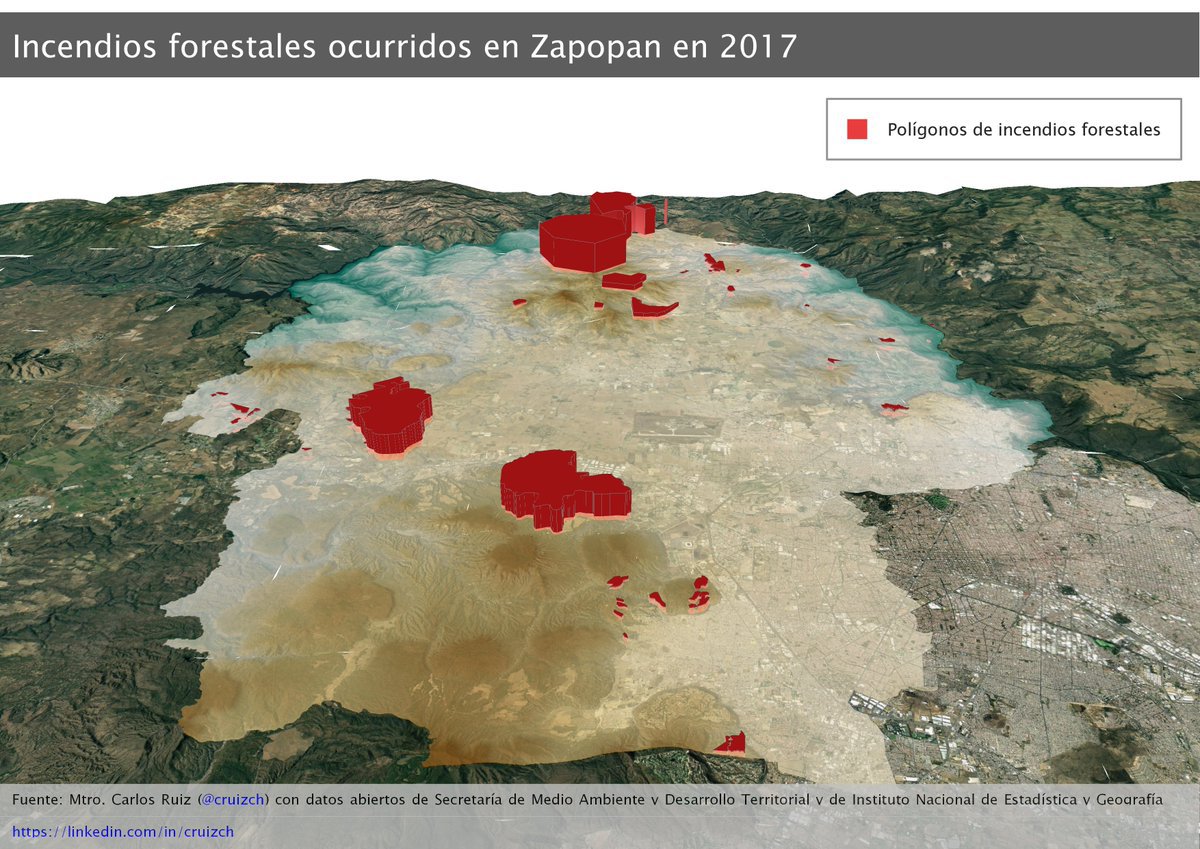 Incendios forestales ocurridos en Zapopan en 2017
Polígonos de incendios forestales
Fuente: Mtro. Carlos Ruiz (@cruizch) con datos abiertos de Secretaría de Medio Ambiente y Desarrollo Territorial y de Instituto Nacional de Estadística y Geografía
https://linkedin.com/in/cruizch